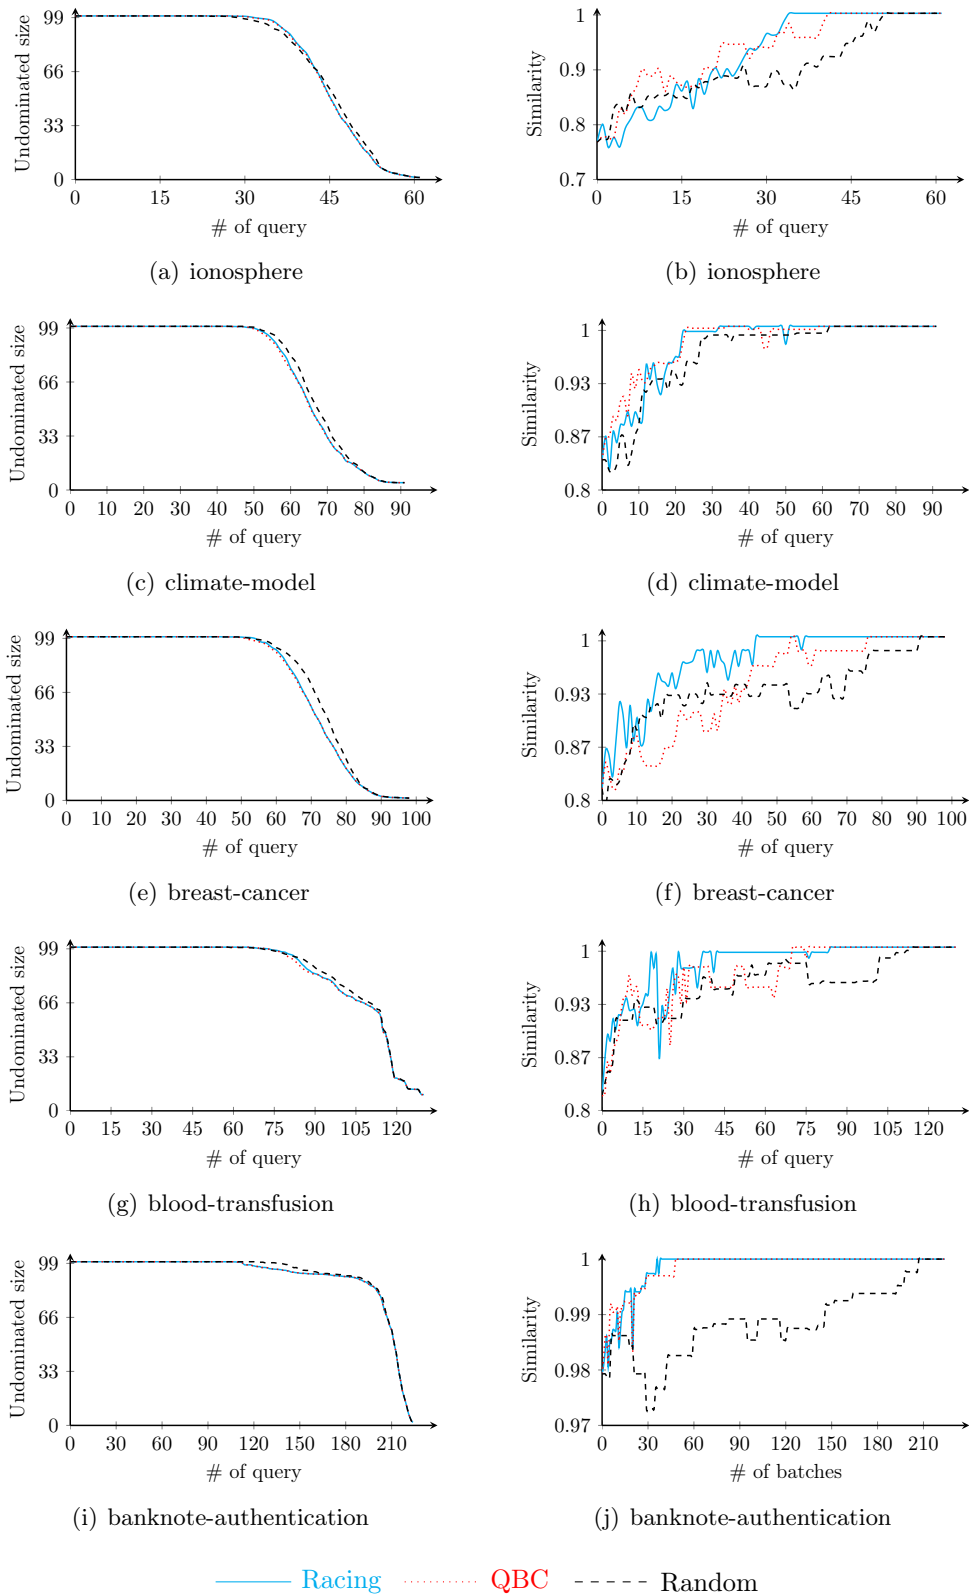 Undominated size
99
66
33
0
0 15 30 45 60
# of query
(a) ionosphere
Similarity
1
0.9
0.8
0.7
0 15 30 45 60
# of query
(b) ionosphere
Undominated size
99
66
33
0
0 10 20 30 40 50 60 70 80 90
# of query
(c) climate-model
Similarity
1
0.93
0.87
0.8
0 10 20 30 40 50 60 70 80 90
# of query
(d) climate-model
Undominated size
99
66
33
0
0 10 20 30 40 50 60 70 80 90 100
# of query
(e) breast-cancer
Similarity
1
0.93
0.87
0.8
0 10 20 30 40 50 60 70 80 90 100
# of query
(f) breast-cancer
Undominated size
99
66
33
0
0 15 30 45 60 75 90 105 120
# of query
(g) blood-transfusion
Similarity
1
0.93
0.87
0.8
0 15 30 45 60 75 90 105 120
# of query
(h) blood-transfusion
Undominated size
99
66
33
0
0 30 60 90 120 150 180 210
# of query
(i) banknote-authentication
Similarity
1
0.99
0.98
0.97
0 30 60 90 120 150 180 210
# of batches
(j) banknote-authentication
Racing QBC Random